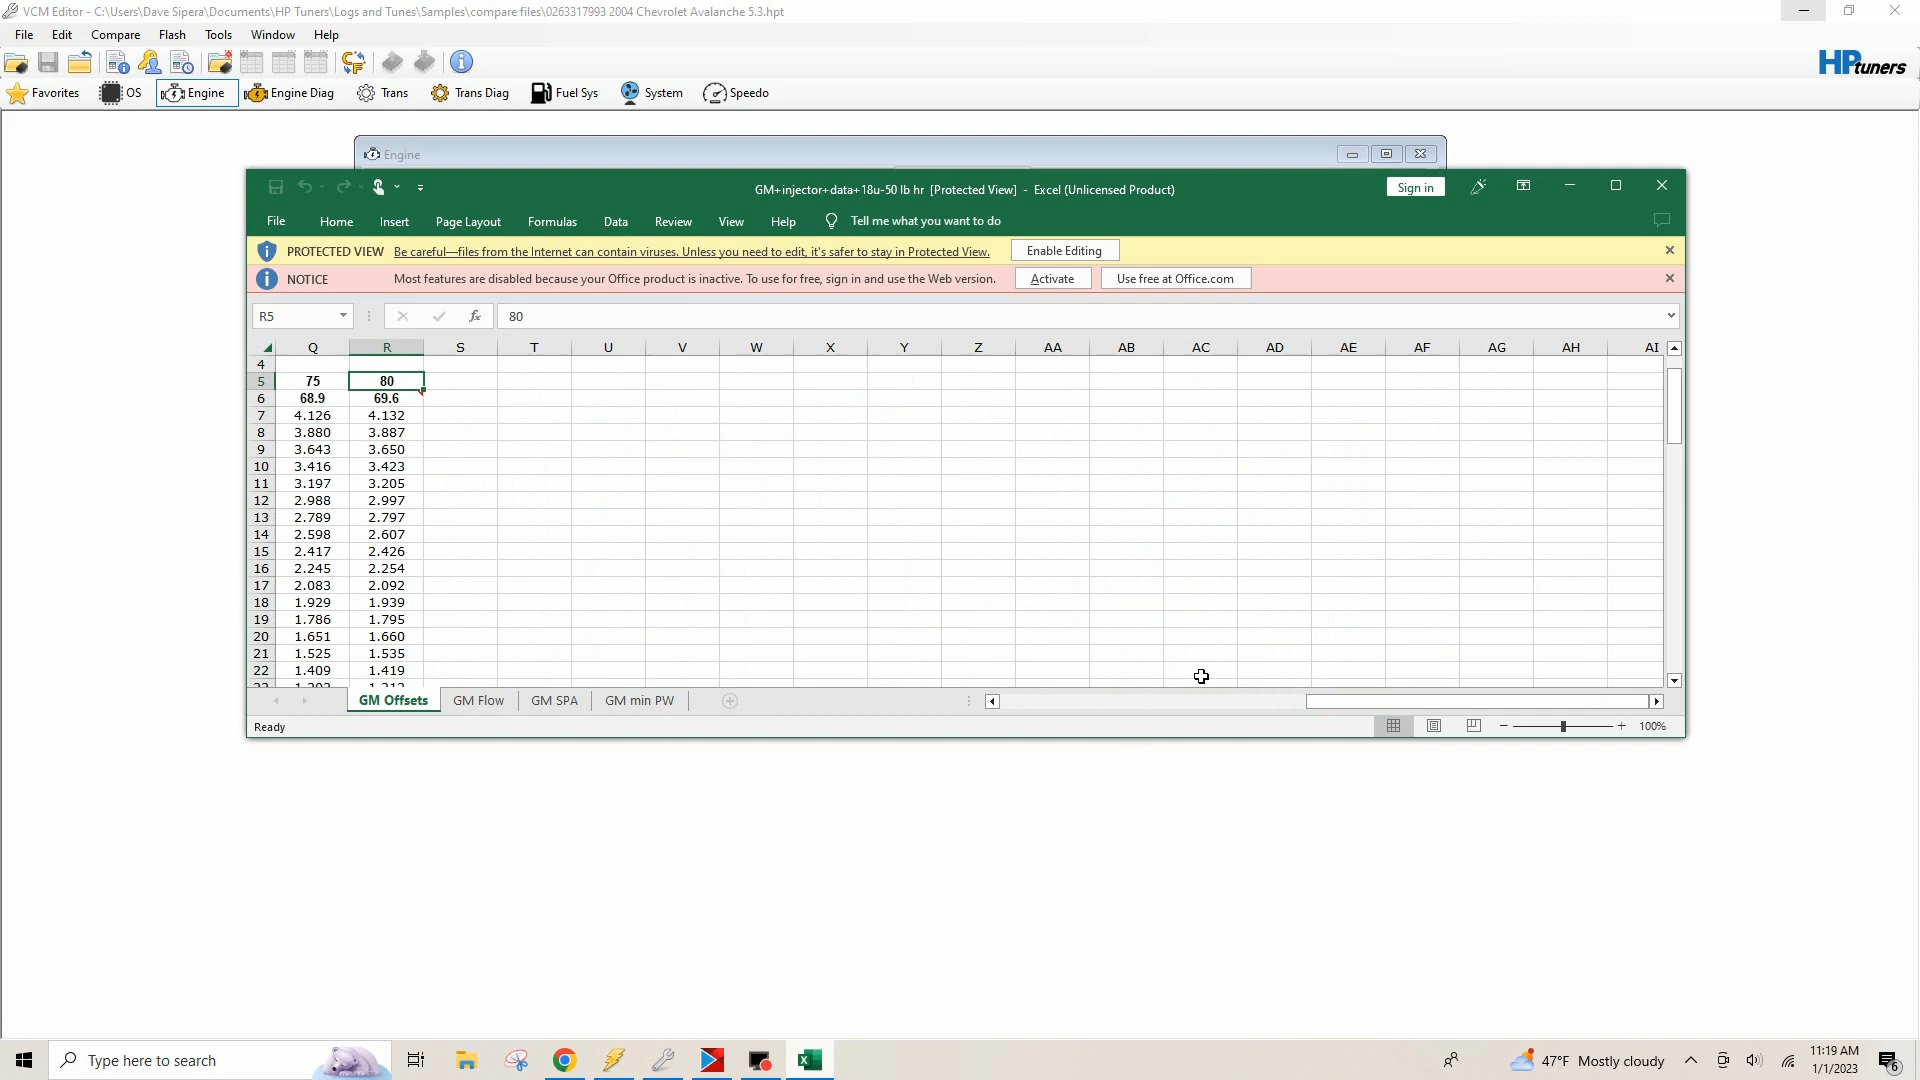 VCM Editor - C:\Users\Dave Sipera\Documents\HP Tuners\Logs and Tunes\Samples\compare files\0263317993 2004 Chevrolet Avalanche 5.3.hpt
File Edit Compare Flash Tools Window Help
HPtuners
Favorites OS Engine Engine Diag Trans Trans Diag Fuel Sys System Speedo
Engine
GM+injector+data+18u-50 lb hr [Protected View] - Excel (Unlicensed Product)
Sign in
File Home Insert Page Layout Formulas Data Review View Help Tell me what you want to do
PROTECTED VIEW Be careful—files from the Internet can contain viruses. Unless you need to edit, it's safer to stay in Protected View. Enable Editing
NOTICE Most features are disabled because your Office product is inactive. To use for free, sign in and use the Web version. Activate Use free at Office.com
R5 fx 80
Q R S T U V W X Y Z AA AB AC AD AE AF AG AH AI
4
5 75 80
6 68.9 69.6
7 4.126 4.132
8 3.880 3.887
9 3.643 3.650
10 3.416 3.423
11 3.197 3.205
12 2.988 2.997
13 2.789 2.797
14 2.598 2.607
15 2.417 2.426
16 2.245 2.254
17 2.083 2.092
18 1.929 1.939
19 1.786 1.795
20 1.651 1.660
21 1.525 1.535
22 1.409 1.419
GM Offsets GM Flow GM SPA GM min PW
Ready 100%
Type here to search
47°F Mostly cloudy
11:19 AM
1/1/2023
6